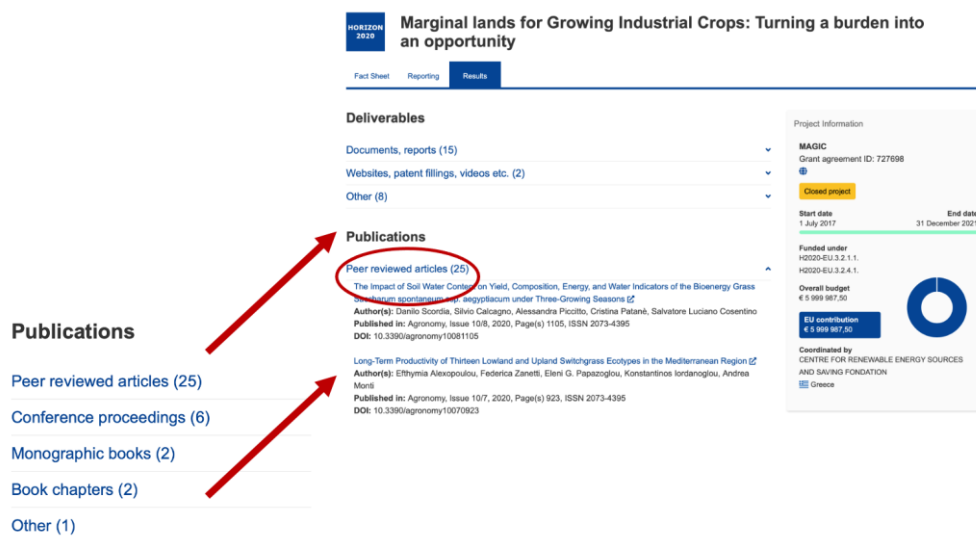 HORIZON
2020
Marginal lands for Growing Industrial Crops: Turning a burden into
an opportunity
Fact Sheet
Reporting
Results
Deliverables
Documents, reports (15)
Websites, patent fillings, videos etc. (2)
Other (8)
Publications
Peer reviewed articles (25)
The Impact of Soil Water Content on Yield, Composition, Energy, and Water Indicators of the Bioenergy Grass
Saccharum spontaneum ssp. aegyptiacum under Three-Growing Seasons
Author(s): Danilo Scordia, Silvio Calcagno, Alessandra Piccitto, Cristina Patanè, Salvatore Luciano Cosentino
Published in: Agronomy, Issue 10/8, 2020, Page(s) 1105, ISSN 2073-4395
DOI: 10.3390/agronomy10081105
Long-Term Productivity of Thirteen Lowland and Upland Switchgrass Ecotypes in the Mediterranean Region
Author(s): Efthymia Alexopoulou, Federica Zanetti, Eleni G. Papazoglou, Konstantinos Iordanoglou, Andrea
Monti
Published in: Agronomy, Issue 10/7, 2020, Page(s) 923, ISSN 2073-4395
DOI: 10.3390/agronomy10070923
Project Information
MAGIC
Grant agreement ID: 727698
Closed project
Start date
1 July 2017
End date
31 December 2021
Funded under
H2020-EU.3.2.1.1.
H2020-EU.3.2.4.1.
Overall budget
€ 5 999 987,50
EU contribution
€ 5 999 987,50
Coordinated by
CENTRE FOR RENEWABLE ENERGY SOURCES
AND SAVING FONDATION
Greece
Publications
Peer reviewed articles (25)
Conference proceedings (6)
Monographic books (2)
Book chapters (2)
Other (1)